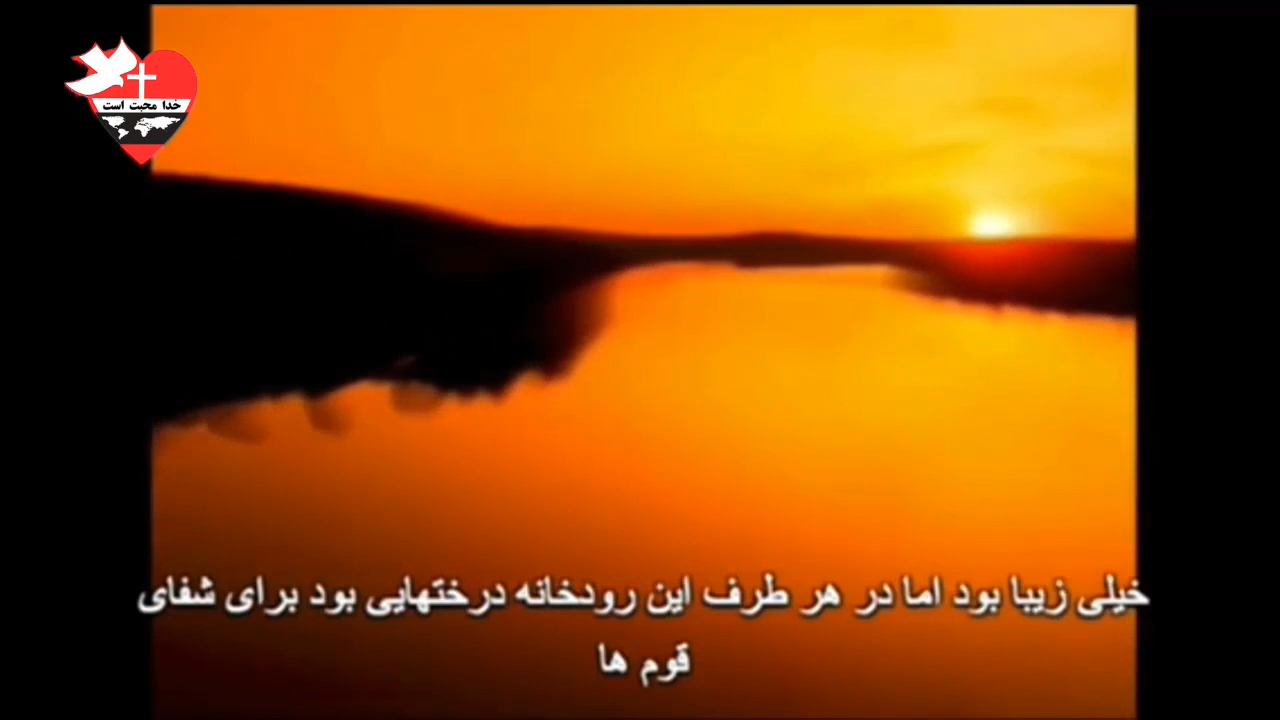 خدا محبت است
خیلی زیبا بود اما در هر طرف این رودخانه درختهایی بود برای شفای
قوم ها